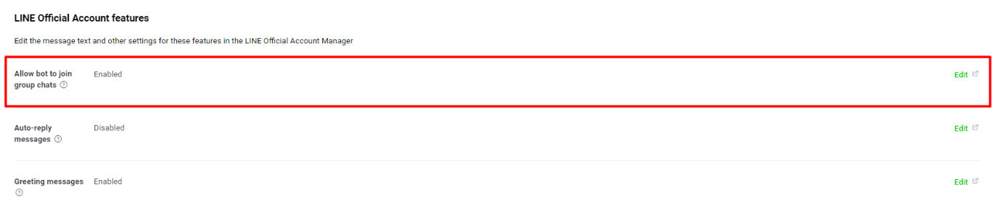 LINE Official Account features
Edit the message text and other settings for these features in the LINE Official Account Manager
Allow bot to join
group chats
Enabled
Edit
Auto-reply
messages
Disabled
Edit
Greeting messages
Enabled
Edit